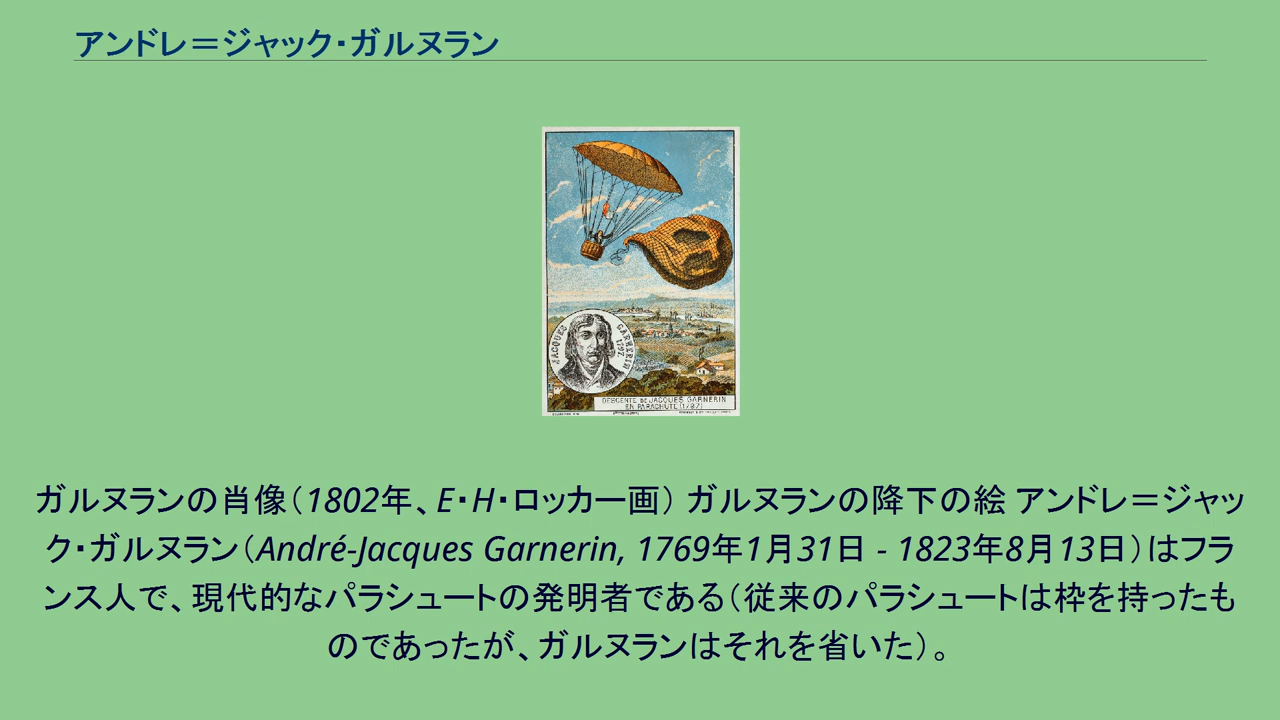 アンドレ＝ジャック・ガルヌラン
JACQUES GARNERIN 1797.
DESCENTE DE JACQUES GARNERIN
EN PARACHUTE (1797)
ガルヌランの肖像（1802年、E・H・ロッカー画） ガルヌランの降下の絵 アンドレ＝ジャッ
ク・ガルヌラン（André-Jacques Garnerin, 1769年1月31日 - 1823年8月13日）はフラ
ンス人で、現代的なパラシュートの発明者である（従来のパラシュートは枠を持ったも
のであったが、ガルヌランはそれを省いた）。